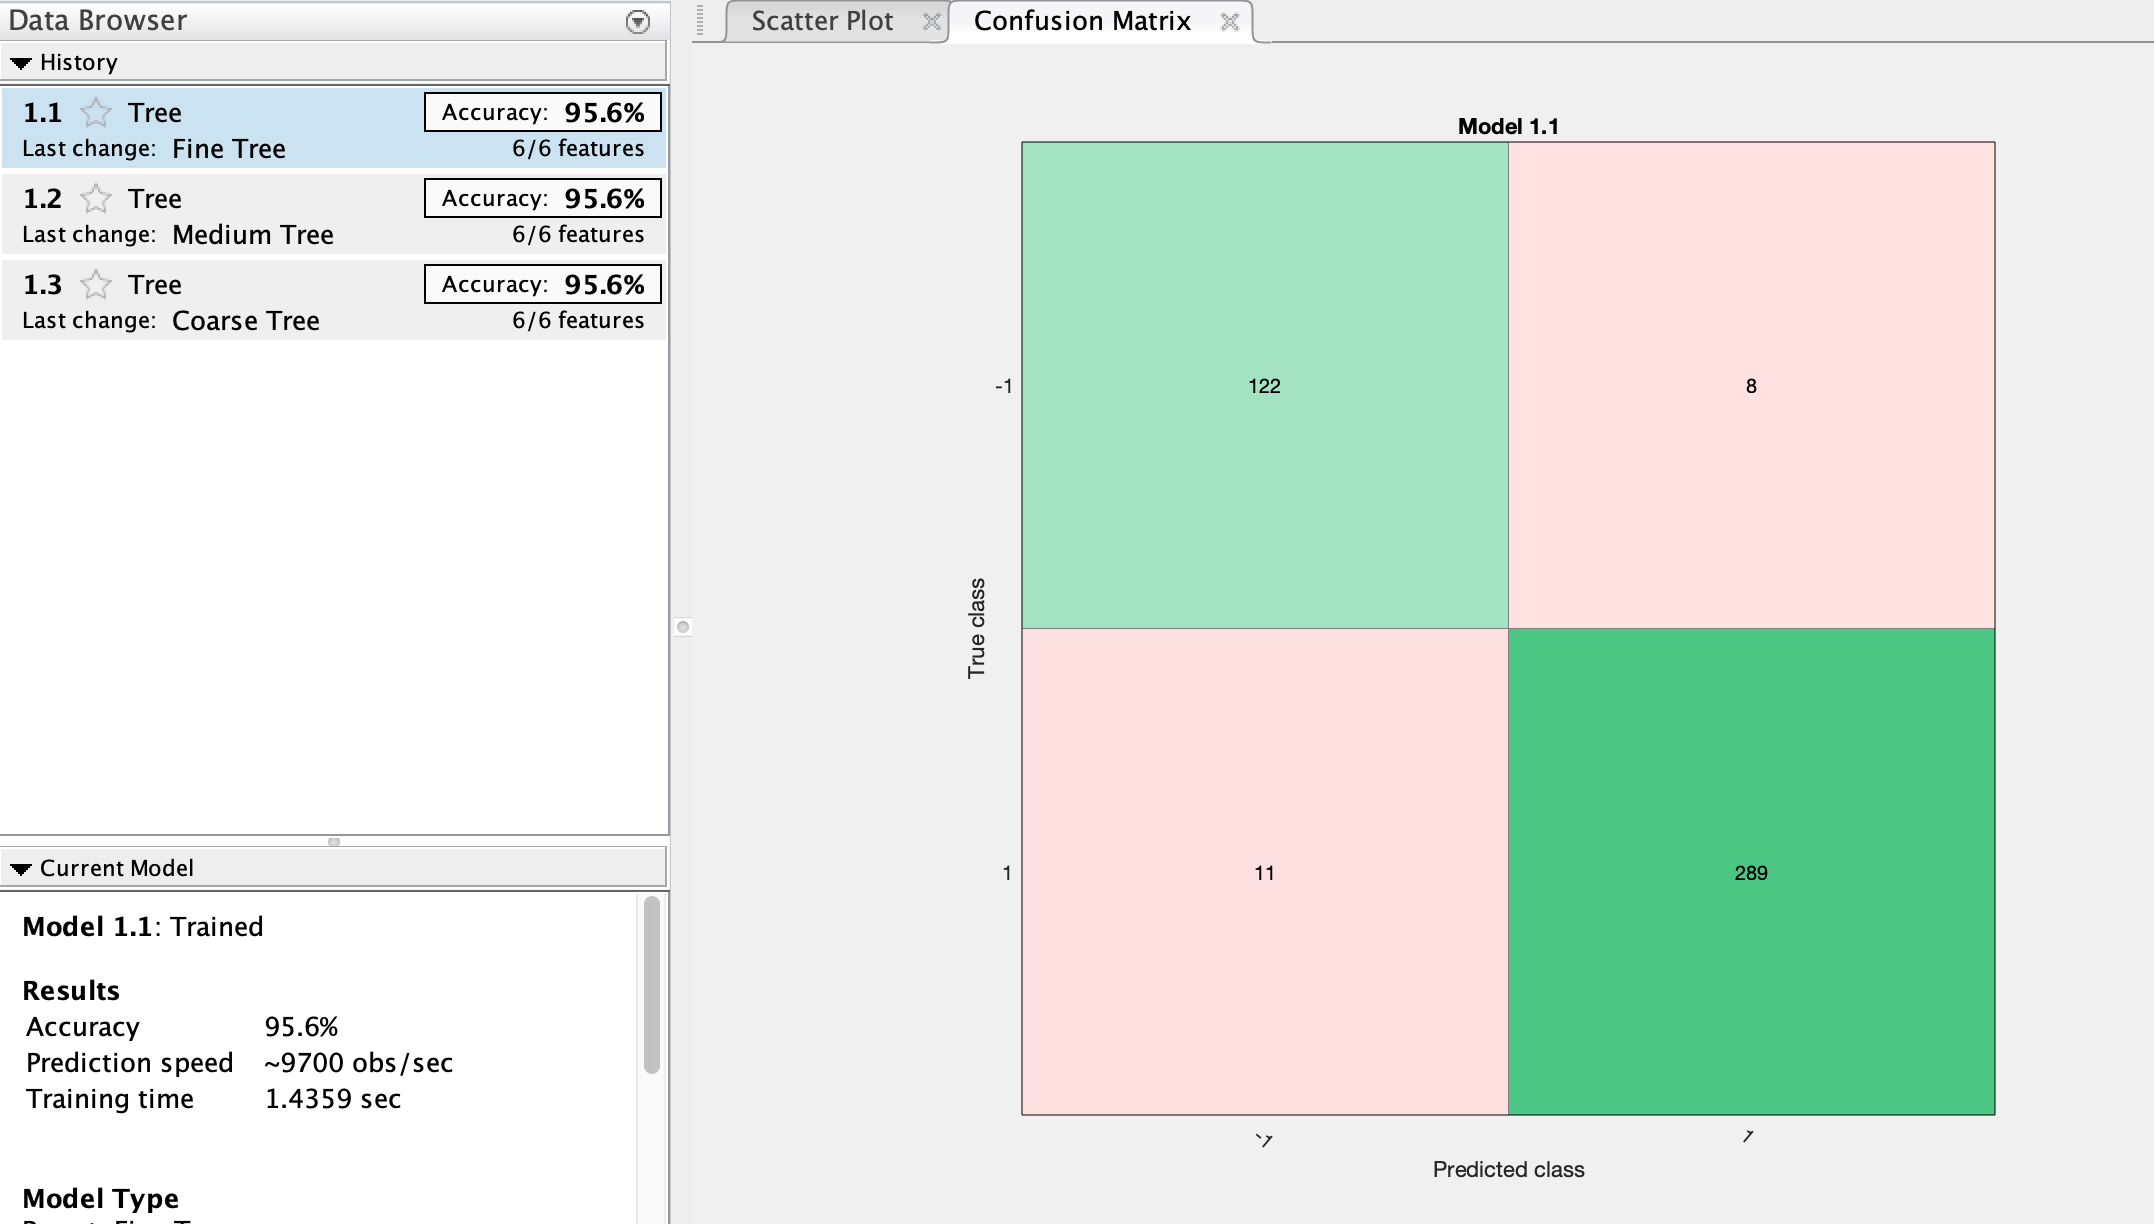 Data Browser
History
1.1 Tree Accuracy: 95.6%
Last change: Fine Tree 6/6 features
1.2 Tree Accuracy: 95.6%
Last change: Medium Tree 6/6 features
1.3 Tree Accuracy: 95.6%
Last change: Coarse Tree 6/6 features
Current Model
Model 1.1: Trained
Results
Accuracy 95.6%
Prediction speed ~9700 obs/sec
Training time 1.4359 sec
Model Type
Scatter Plot Confusion Matrix
Model 1.1
-1 122 8
True class
1 11 289
-1 1
Predicted class